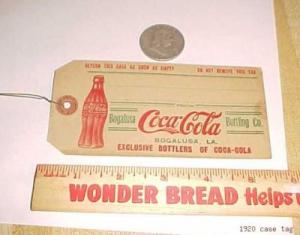 RETURN THIS CASE AS SOON AS EMPTY DO NOT REMOVE THIS TAG
Bogalusa Coca-Cola Bottling Co.
BOGALUSA, LA.
EXCLUSIVE BOTTLERS OF COCA-COLA
WONDER BREAD Helps
1920 case tag